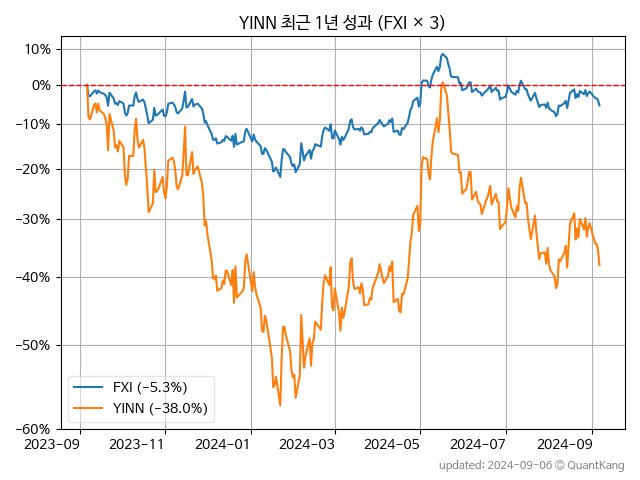 YINN 최근 1년 성과 (FXI × 3)
10%
0%
−10%
−20%
−30%
−40%
−50%
−60%
FXI (−5.3%)
YINN (−38.0%)
2023−09 2023−11 2024−01 2024−03 2024−05 2024−07 2024−09
updated: 2024−09−06 © QuantKang